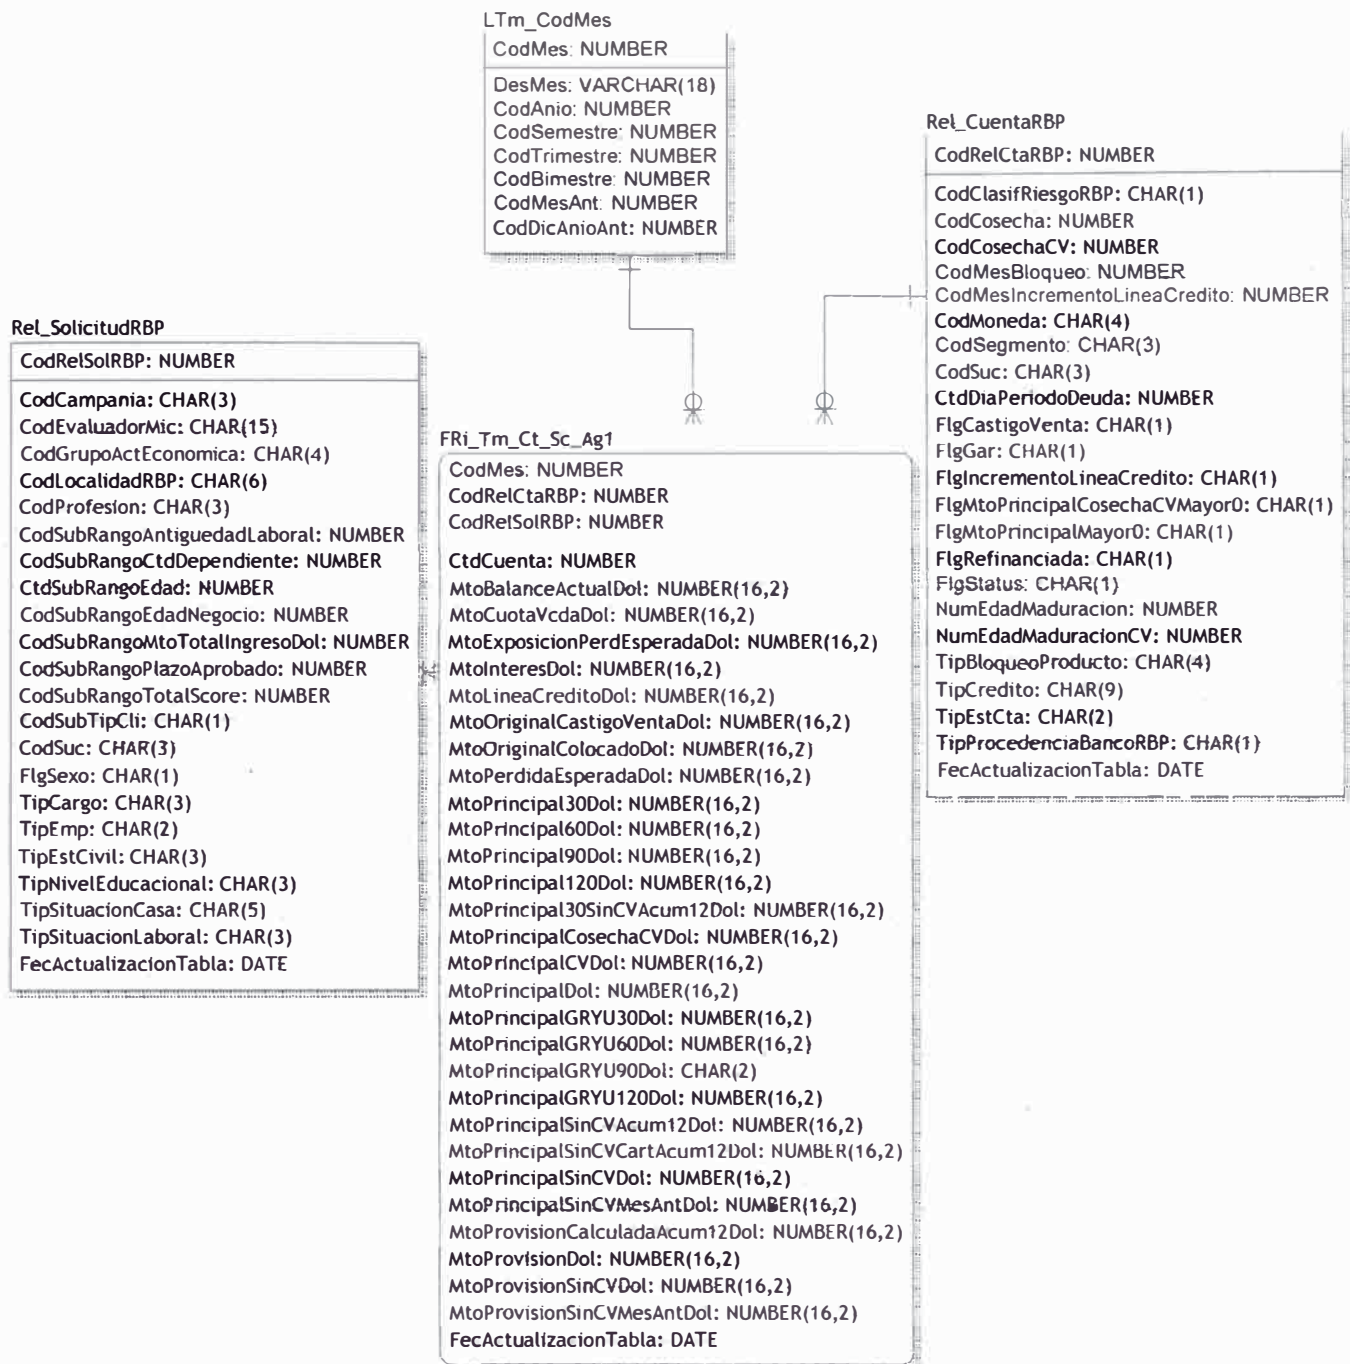 LTm_CodMes
CodMes: NUMBER
DesMes: VARCHAR(18)
CodAnio: NUMBER
CodSemestre: NUMBER
CodTrimestre: NUMBER
CodBimestre: NUMBER
CodMesAnt: NUMBER
CodDicAnioAnt: NUMBER
Rel_CuentaRBP
CodRelCtaRBP: NUMBER
CodClasifRiesgoRBP: CHAR(1)
CodCosecha: NUMBER
CodCosechaCV: NUMBER
CodMesBloqueo: NUMBER
CodMesIncrementoLineaCredito: NUMBER
CodMoneda: CHAR(4)
CodSegmento: CHAR(3)
CodSuc: CHAR(3)
CtdDiaPeriodoDeuda: NUMBER
FlgCastigoVenta: CHAR(1)
FlgGar: CHAR(1)
FlgIncrementoLineaCredito: CHAR(1)
FlgMtoPrincipalCosechaCVMayor0: CHAR(1)
FlgMtoPrincipalMayor0: CHAR(1)
FlgRefinanciada: CHAR(1)
FlgStatus: CHAR(1)
NumEdadMaduracion: NUMBER
NumEdadMaduracionCV: NUMBER
TipBloqueoProducto: CHAR(4)
TipCredito: CHAR(9)
TipEstCta: CHAR(2)
TipProcedenciaBancoRBP: CHAR(1)
FecActualizacionTabla: DATE
Rel_SolicitudRBP
CodRelSolRBP: NUMBER
CodCampania: CHAR(3)
CodEvaluadorMic: CHAR(15)
CodGrupoActEconomica: CHAR(4)
CodLocalidadRBP: CHAR(6)
CodProfesion: CHAR(3)
CodSubRangoAntiguedadLaboral: NUMBER
CodSubRangoCtdDependiente: NUMBER
CtdSubRangoEdad: NUMBER
CodSubRangoEdadNegocio: NUMBER
CodSubRangoMtoTotalIngresoDol: NUMBER
CodSubRangoPlazoAprobado: NUMBER
CodSubRangoTotalScore: NUMBER
CodSubTipCli: CHAR(1)
CodSuc: CHAR(3)
FlgSexo: CHAR(1)
TipCargo: CHAR(3)
TipEmp: CHAR(2)
TipEstCivil: CHAR(3)
TipNivelEducacional: CHAR(3)
TipSituacionCasa: CHAR(5)
TipSituacionLaboral: CHAR(3)
FecActualizacionTabla: DATE
FRi_Tm_Ct_Sc_Ag1
CodMes: NUMBER
CodRelCtaRBP: NUMBER
CodRelSolRBP: NUMBER
CtdCuenta: NUMBER
MtoBalanceActualDol: NUMBER(16,2)
MtoCuotaVcdaDol: NUMBER(16,2)
MtoExposicionPerdEsperadaDol: NUMBER(16,2)
MtoInteresDol: NUMBER(16,2)
MtoLineaCreditoDol: NUMBER(16,2)
MtoOriginalCastigoVentaDol: NUMBER(16,2)
MtoOriginalColocadoDol: NUMBER(16,2)
MtoPerdidaEsperadaDol: NUMBER(16,2)
MtoPrincipal30Dol: NUMBER(16,2)
MtoPrincipal60Dol: NUMBER(16,2)
MtoPrincipal90Dol: NUMBER(16,2)
MtoPrincipal120Dol: NUMBER(16,2)
MtoPrincipal30SinCVAcum12Dol: NUMBER(16,2)
MtoPrincipalCosechaCVDol: NUMBER(16,2)
MtoPrincipalCVDol: NUMBER(16,2)
MtoPrincipalDol: NUMBER(16,2)
MtoPrincipalGRYU30Dol: NUMBER(16,2)
MtoPrincipalGRYU60Dol: NUMBER(16,2)
MtoPrincipalGRYU90Dol: CHAR(2)
MtoPrincipalGRYU120Dol: NUMBER(16,2)
MtoPrincipalSinCVAcum12Dol: NUMBER(16,2)
MtoPrincipalSinCVCartAcum12Dol: NUMBER(16,2)
MtoPrincipalSinCVDol: NUMBER(16,2)
MtoPrincipalSinCVMesAntDol: NUMBER(16,2)
MtoProvisionCalculadaAcum12Dol: NUMBER(16,2)
MtoProvisionDol: NUMBER(16,2)
MtoProvisionSinCVDol: NUMBER(16,2)
MtoProvisionSinCVMesAntDol: NUMBER(16,2)
FecActualizacionTabla: DATE